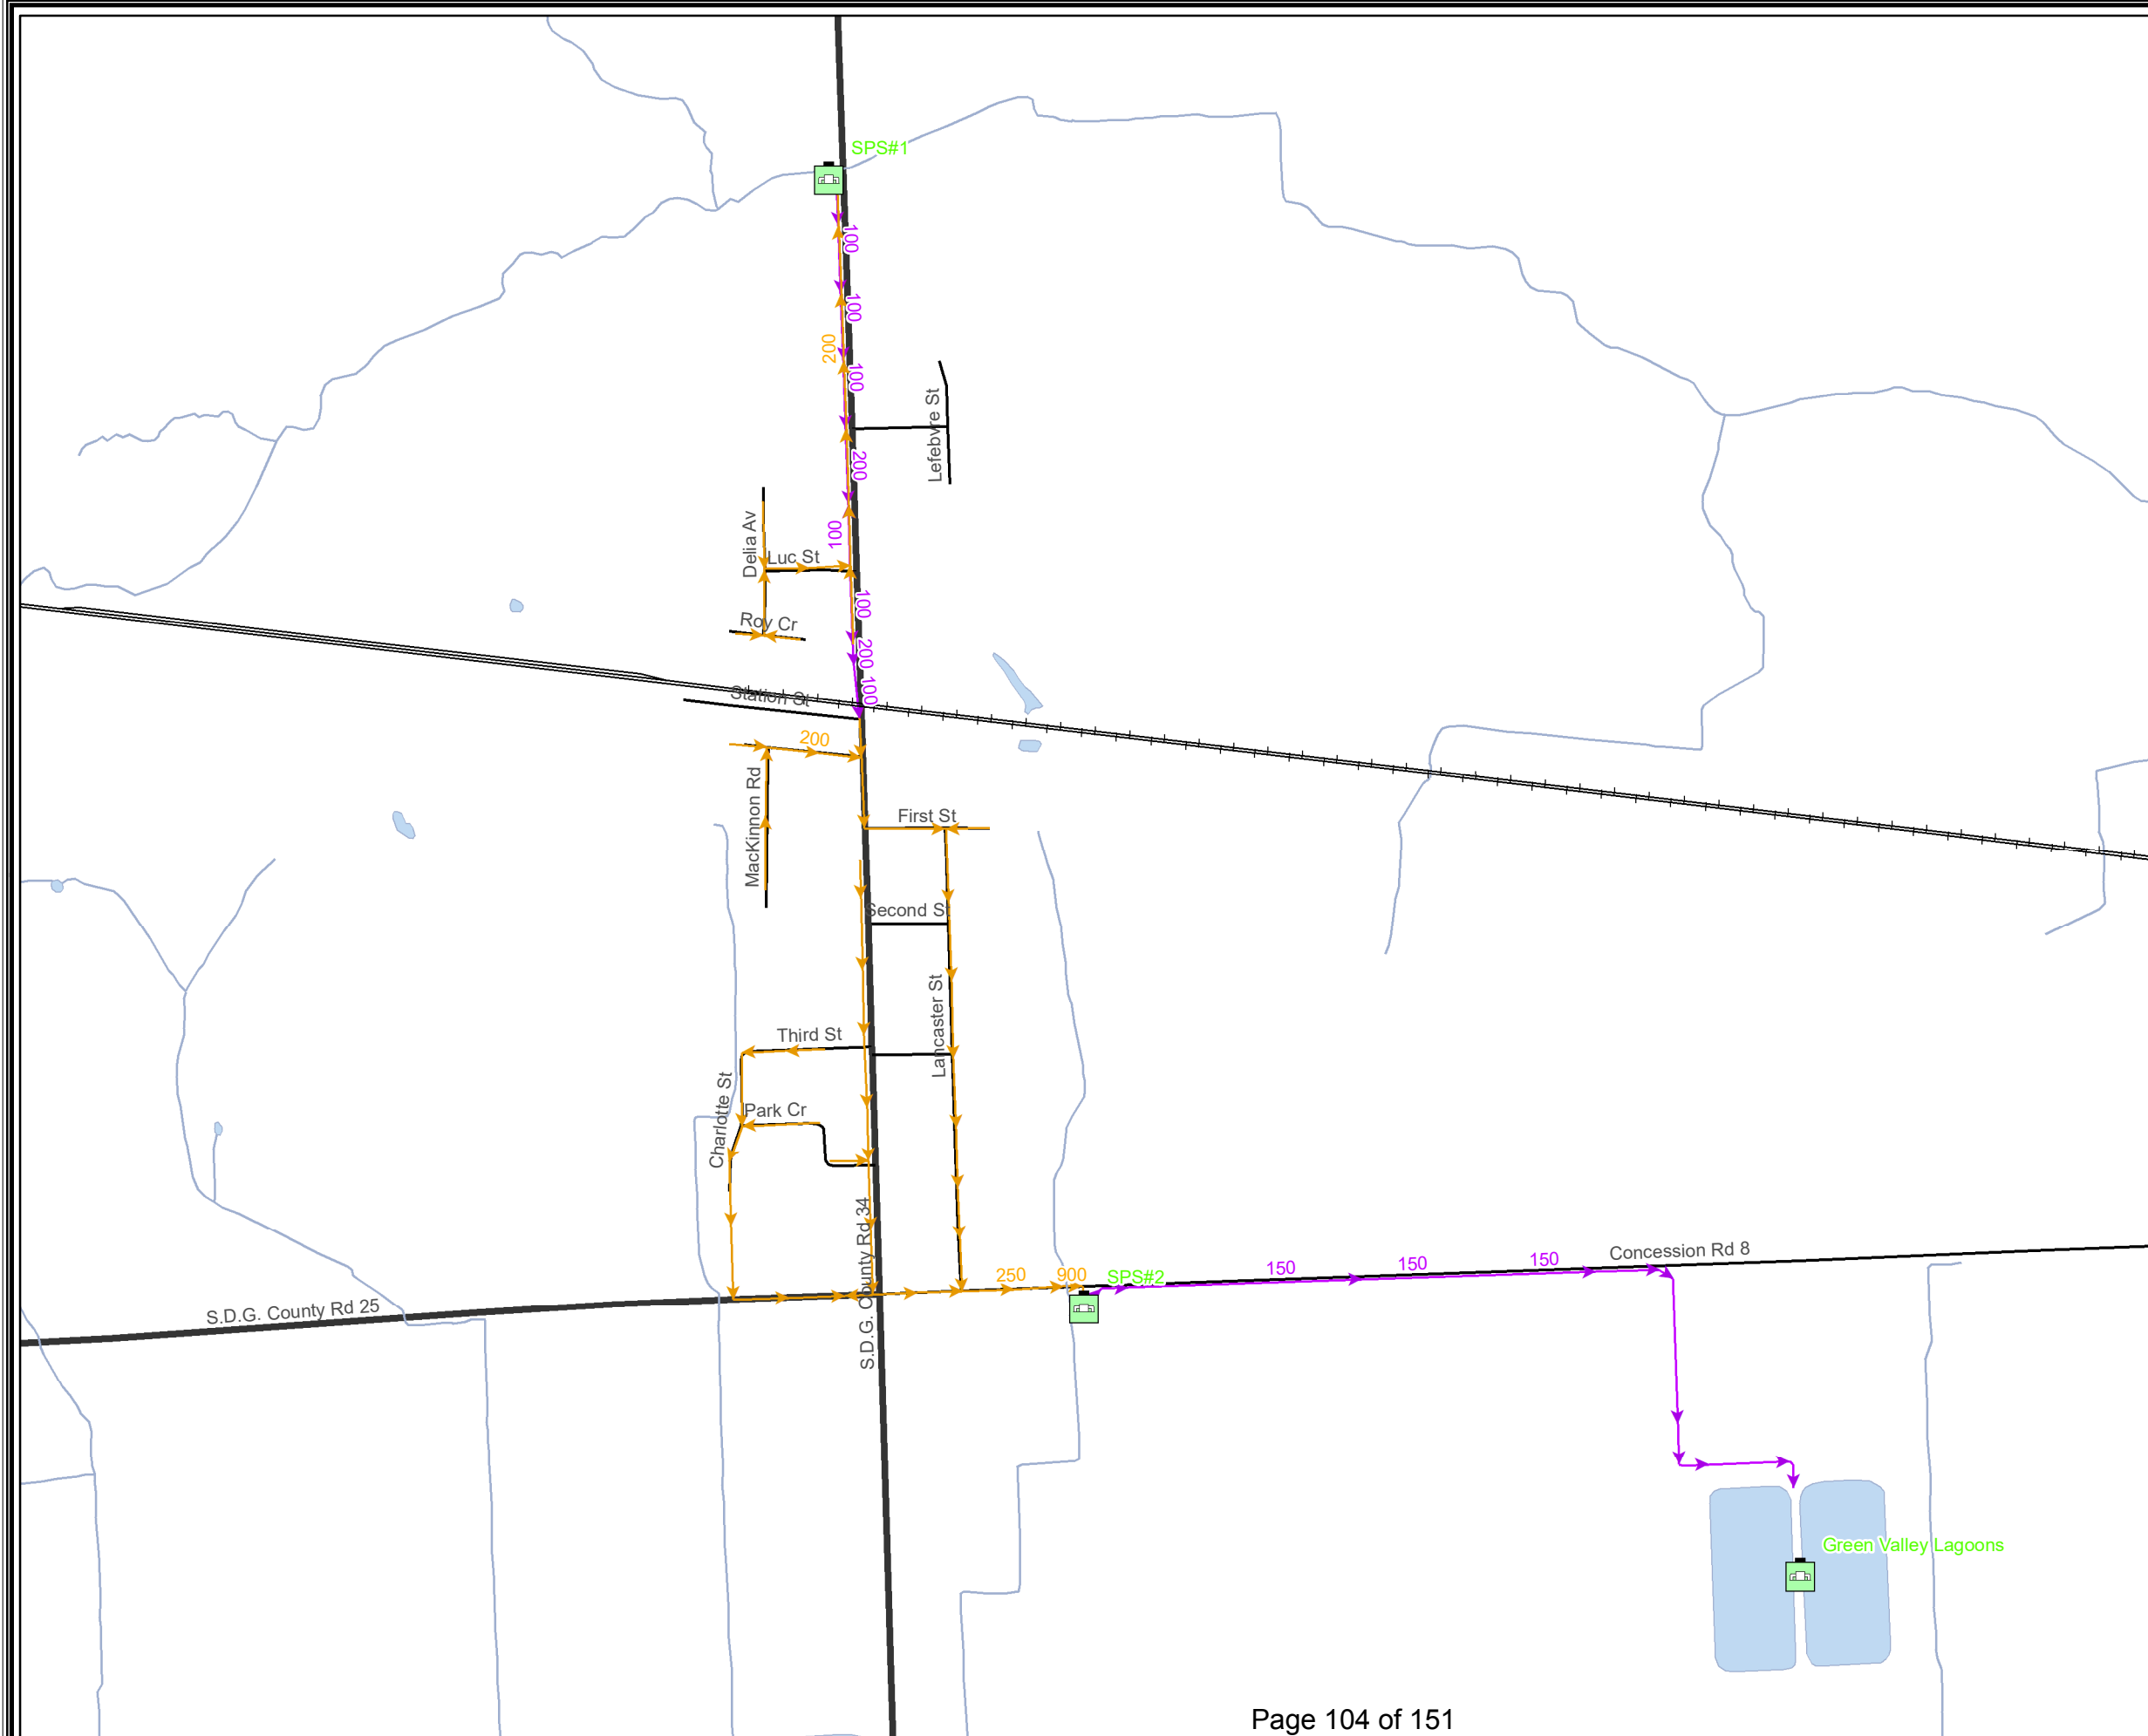 SPS#1
100
100
200
100
Lefebvre St
200
100
Delia Av
Luc St
100
Roy Cr
200
100
Station St
200
MacKinnon Rd
First St
Second S
Lancaster St
Third St
Charlotte St
Park Cr
S.D.G. County Rd 34
Concession Rd 8
150
150
150
250
900
SPS#2
S.D.G. County Rd 25
Green Valley Lagoons
Page 104 of 151